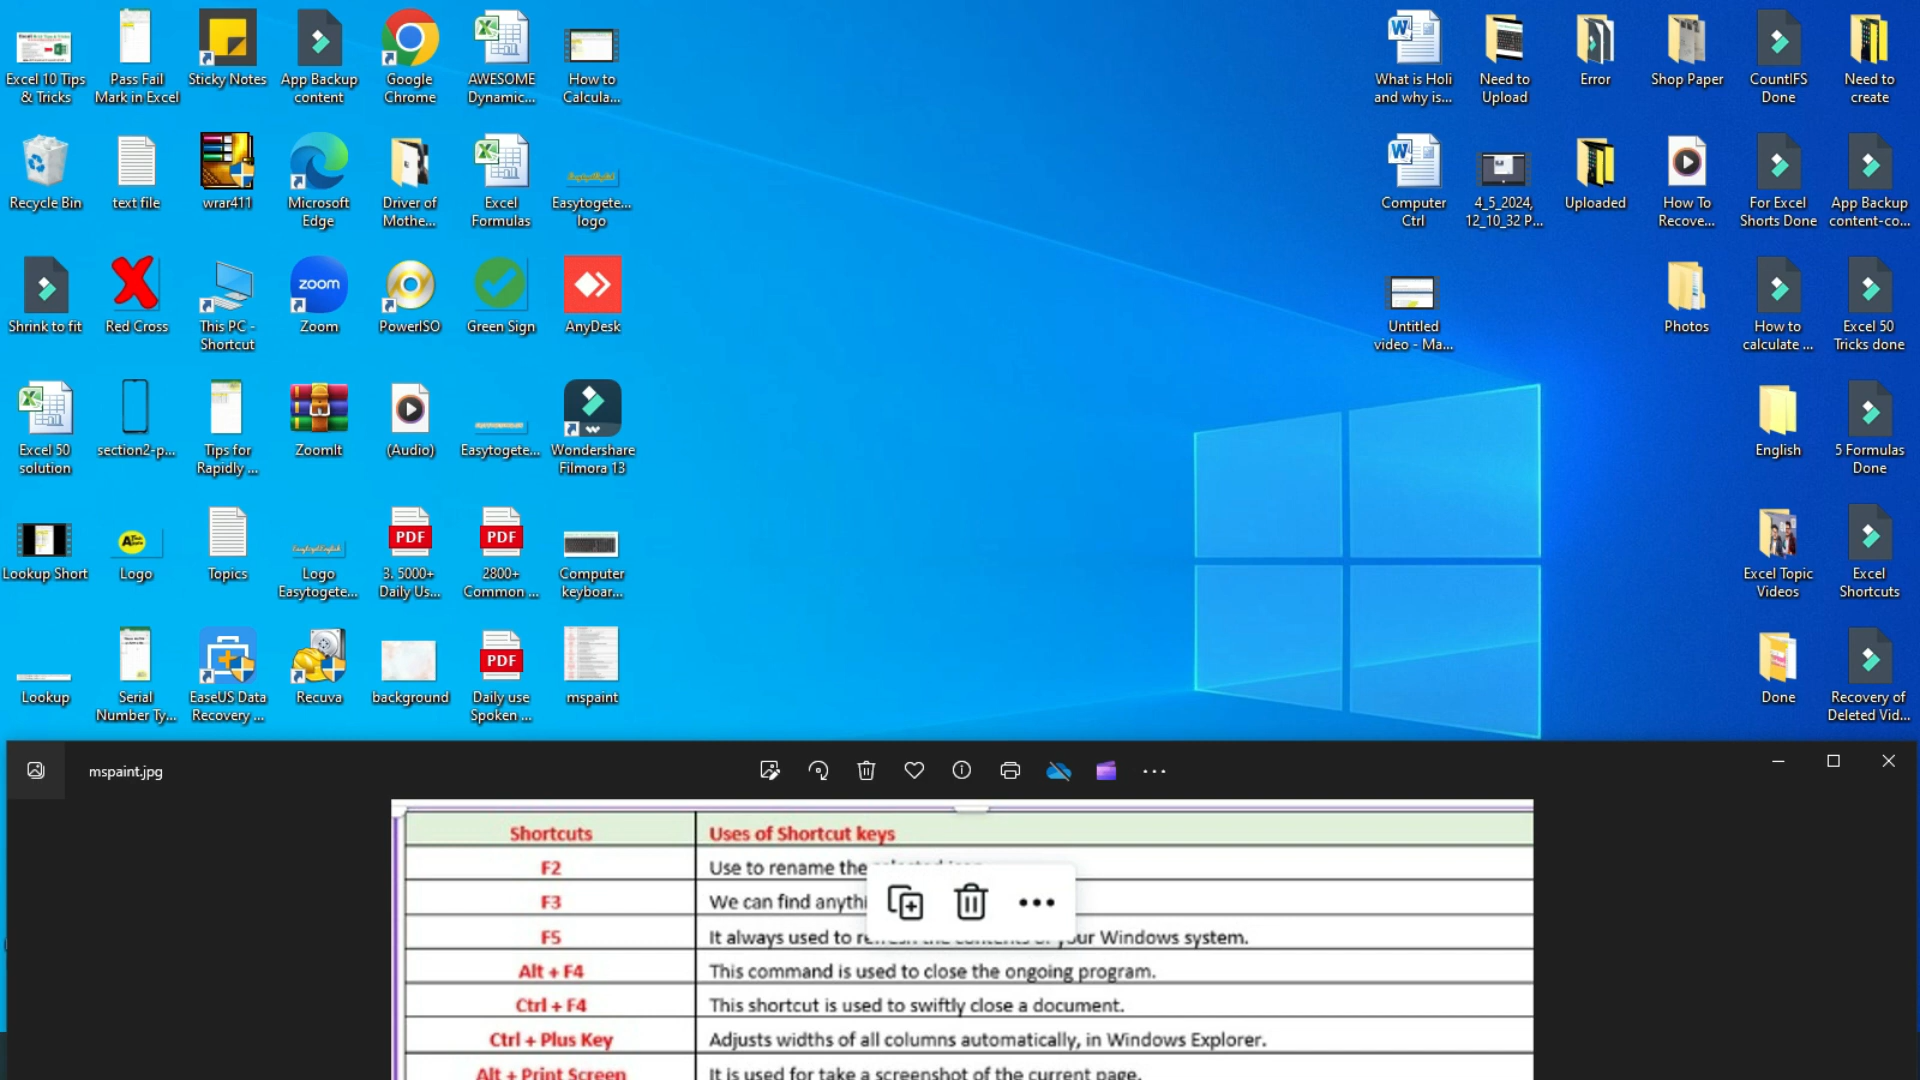 Excel 10 Tips
& Tricks
Pass Fail
Mark in Excel
Sticky Notes
App Backup
content
Google
Chrome
AWESOME
Dynamic...
How to
Calcula...
What is Holi
and why is...
Need to
Upload
Error
Shop Paper
CountIFS
Done
Need to
create
Recycle Bin
text file
wrar411
Microsoft
Edge
Driver of
Mothe...
Excel
Formulas
Easytogete...
logo
Computer
Ctrl
4_5_2024,
12_10_32 P...
Uploaded
How To
Recove...
For Excel
Shorts Done
App Backup
content-co...
Shrink to fit
Red Cross
This PC -
Shortcut
zoom
Zoom
PowerISO
Green Sign
AnyDesk
Untitled
video - Ma...
Photos
How to
calculate ...
Excel 50
Tricks done
Excel 50
solution
section2-p...
Tips for
Rapidly ...
ZoomIt
(Audio)
Easytogete...
Wondershare
Filmora 13
English
5 Formulas
Done
Lookup Short
Logo
Topics
Logo
Easytogete...
PDF
3. 5000+
Daily Us...
PDF
2800+
Common ...
Computer
keyboar...
Excel Topic
Videos
Excel
Shortcuts
Lookup
Serial
Number Ty...
EaseUS Data
Recovery ...
Recuva
background
PDF
Daily use
Spoken ...
mspaint
Done
Recovery of
Deleted Vid...
mspaint.jpg
Shortcuts Uses of Shortcut keys
F2 Use to rename the
F3 We can find anythi
F5 It always used to refresh the contents of your Windows system.
Alt + F4 This command is used to close the ongoing program.
Ctrl + F4 This shortcut is used to swiftly close a document.
Ctrl + Plus Key Adjusts widths of all columns automatically, in Windows Explorer.
Alt + Print Screen It is used for take a screenshot of the current page.